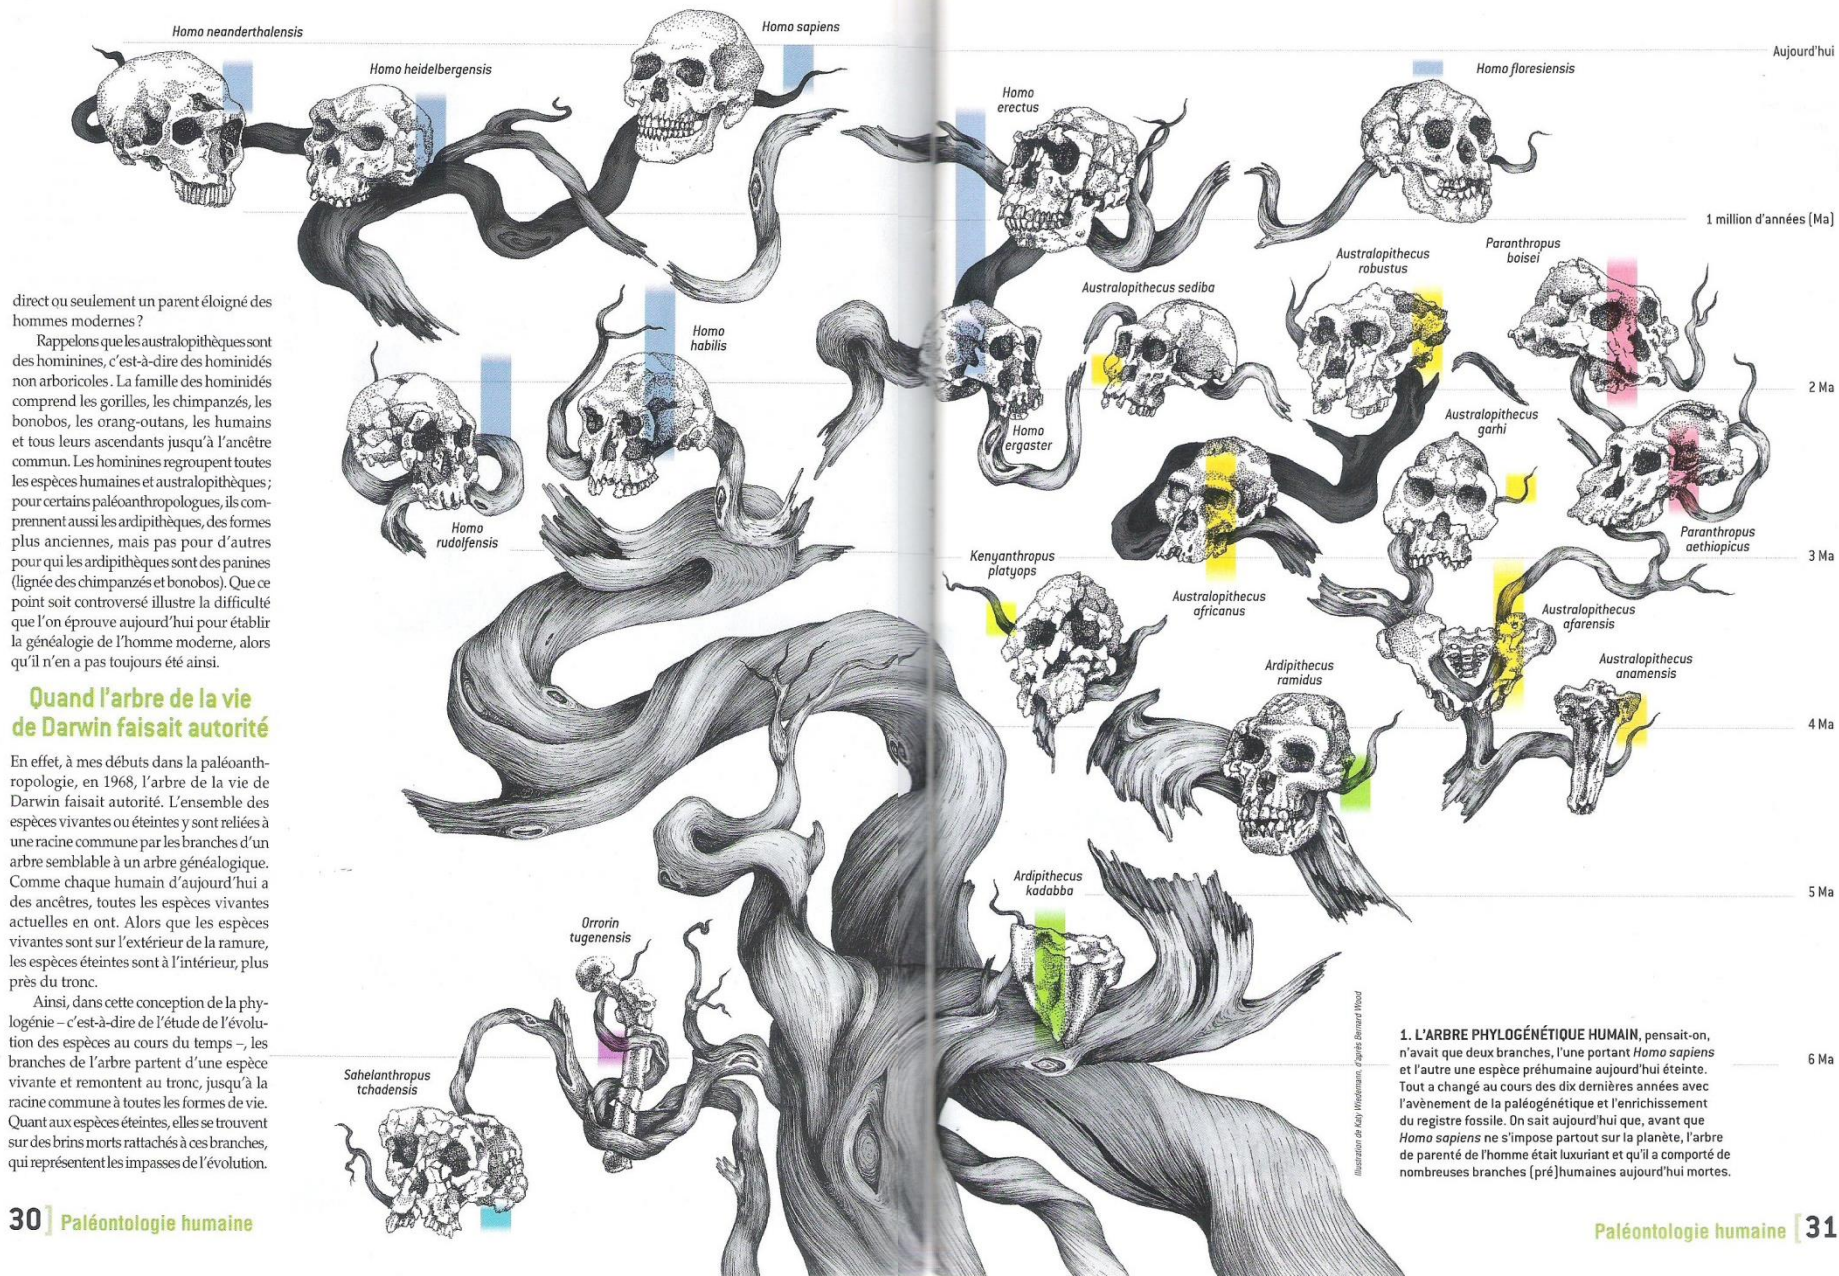 Homo neanderthalensis
Homo heidelbergensis
Homo sapiens
Homo
erectus
Homo floresiensis
Aujourd'hui
1 million d'années (Ma)
Australopithecus
robustus
Paranthropus
boisei
Australopithecus sediba
Homo
habilis
2 Ma
Homo
ergaster
Australopithecus
garhi
Homo
rudolfensis
Paranthropus
aethiopicus
Kenyanthropus
platyops
3 Ma
Australopithecus
africanus
Australopithecus
afarensis
Ardipithecus
ramidus
Australopithecus
anamensis
4 Ma
Ardipithecus
kadabba
5 Ma
Orrorin
tugenensis
Sahelanthropus
tchadensis
6 Ma
direct ou seulement un parent éloigné des
hommes modernes ?
Rappelons que les australopithèques sont
des hominines, c'est-à-dire des hominidés
non arboricoles. La famille des hominidés
comprend les gorilles, les chimpanzés, les
bonobos, les orang-outans, les humains
et tous leurs ascendants jusqu'à l'ancêtre
commun. Les hominines regroupent toutes
les espèces humaines et australopithèques ;
pour certains paléoanthropologues, ils com-
prennent aussi les ardipithèques, des formes
plus anciennes, mais pas pour d'autres
pour qui les ardipithèques sont des panines
(lignée des chimpanzés et bonobos). Que ce
point soit controversé illustre la difficulté
que l'on éprouve aujourd'hui pour établir
la généalogie de l'homme moderne, alors
qu'il n'en a pas toujours été ainsi.
Quand l'arbre de la vie
de Darwin faisait autorité
En effet, à mes débuts dans la paléoanth-
ropologie, en 1968, l'arbre de la vie de
Darwin faisait autorité. L'ensemble des
espèces vivantes ou éteintes y sont reliées à
une racine commune par les branches d'un
arbre semblable à un arbre généalogique.
Comme chaque humain d'aujourd'hui a
des ancêtres, toutes les espèces vivantes
actuelles en ont. Alors que les espèces
vivantes sont sur l'extérieur de la ramure,
les espèces éteintes sont à l'intérieur, plus
près du tronc.
Ainsi, dans cette conception de la phy-
logénie – c'est-à-dire de l'étude de l'évolu-
tion des espèces au cours du temps –, les
branches de l'arbre partent d'une espèce
vivante et remontent au tronc, jusqu'à la
racine commune à toutes les formes de vie.
Quant aux espèces éteintes, elles se trouvent
sur des brins morts rattachés à ces branches,
qui représentent les impasses de l'évolution.
Illustration de Katy Wiedemann, d'après Bernard Wood
1. L'ARBRE PHYLOGÉNÉTIQUE HUMAIN, pensait-on,
n'avait que deux branches, l'une portant Homo sapiens
et l'autre une espèce préhumaine aujourd'hui éteinte.
Tout a changé au cours des dix dernières années avec
l'avènement de la paléogénétique et l'enrichissement
du registre fossile. On sait aujourd'hui que, avant que
Homo sapiens ne s'impose partout sur la planète, l'arbre
de parenté de l'homme était luxuriant et qu'il a comporté de
nombreuses branches (pré)humaines aujourd'hui mortes.
30] Paléontologie humaine
Paléontologie humaine [31